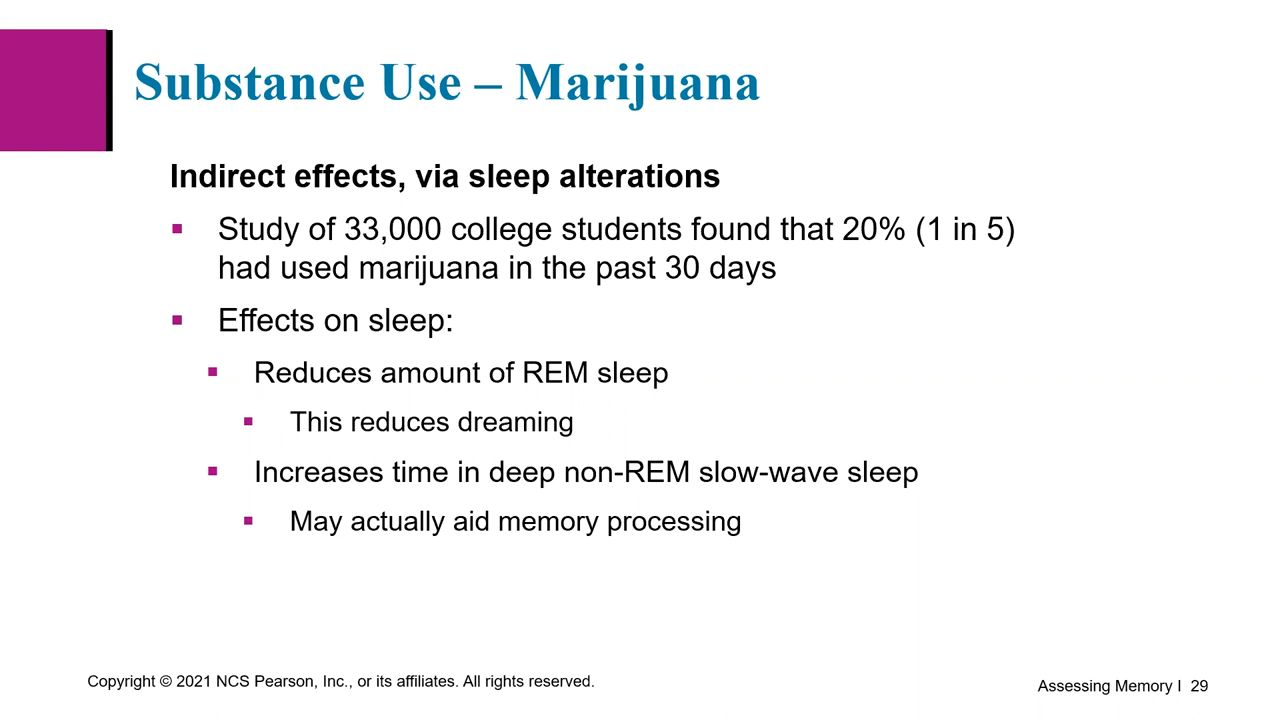 Substance Use – Marijuana
Indirect effects, via sleep alterations
▪ Study of 33,000 college students found that 20% (1 in 5)
had used marijuana in the past 30 days
▪ Effects on sleep:
▪ Reduces amount of REM sleep
▪ This reduces dreaming
▪ Increases time in deep non-REM slow-wave sleep
▪ May actually aid memory processing
Copyright © 2021 NCS Pearson, Inc., or its affiliates. All rights reserved.
Assessing Memory I 29